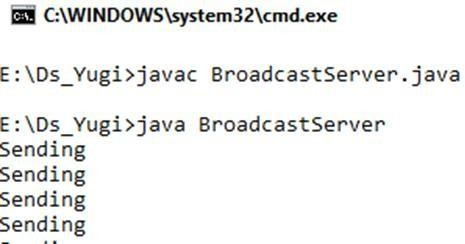 C:\WINDOWS\system32\cmd.exe
E:\Ds_Yugi>javac BroadcastServer.java
E:\Ds_Yugi>java BroadcastServer
Sending
Sending
Sending
Sending